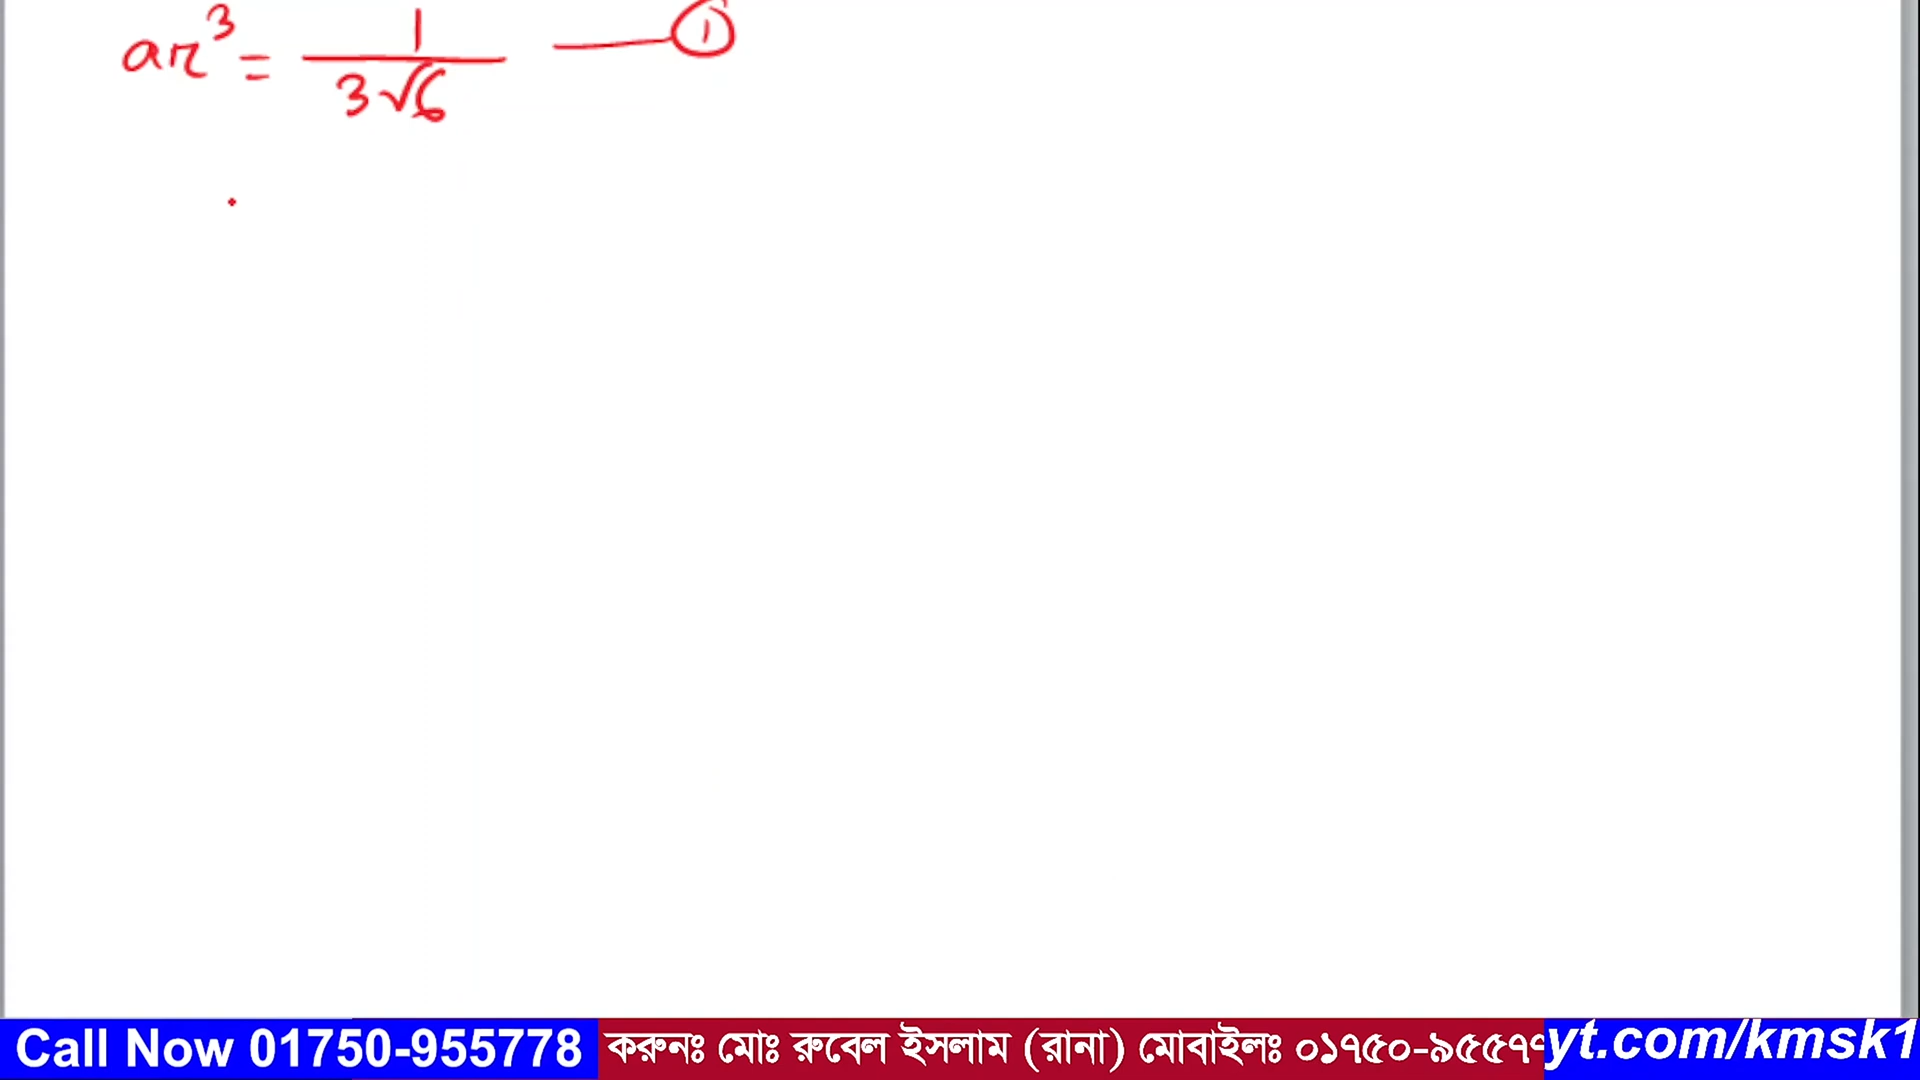 ar³ = 1/(3√6) —— ①
Call Now 01750-955778 করুনঃ মোঃ রুবেল ইসলাম (রানা) মোবাইলঃ ০১৭৫০-৯৫৫৭৭ yt.com/kmsk1